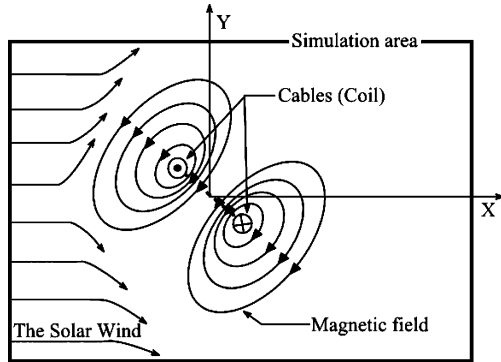 Y
Simulation area
Cables (Coil)
X
The Solar Wind
Magnetic field